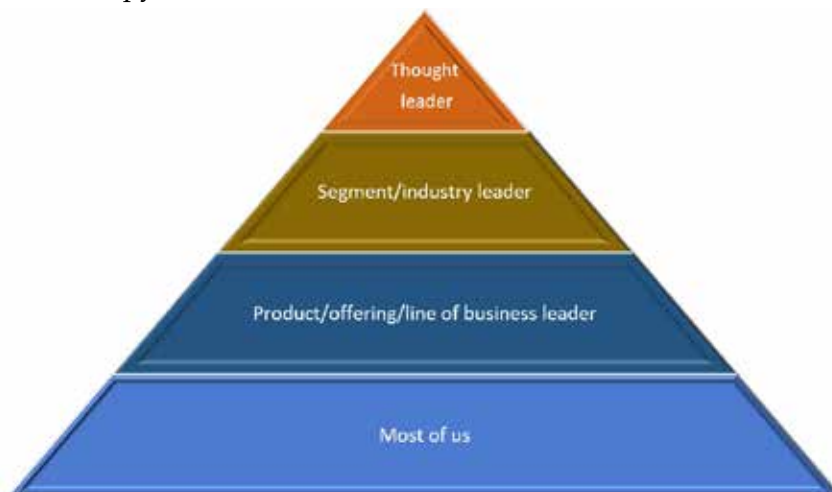 Thought
leader
Segment/industry leader
Product/offering/line of business leader
Most of us